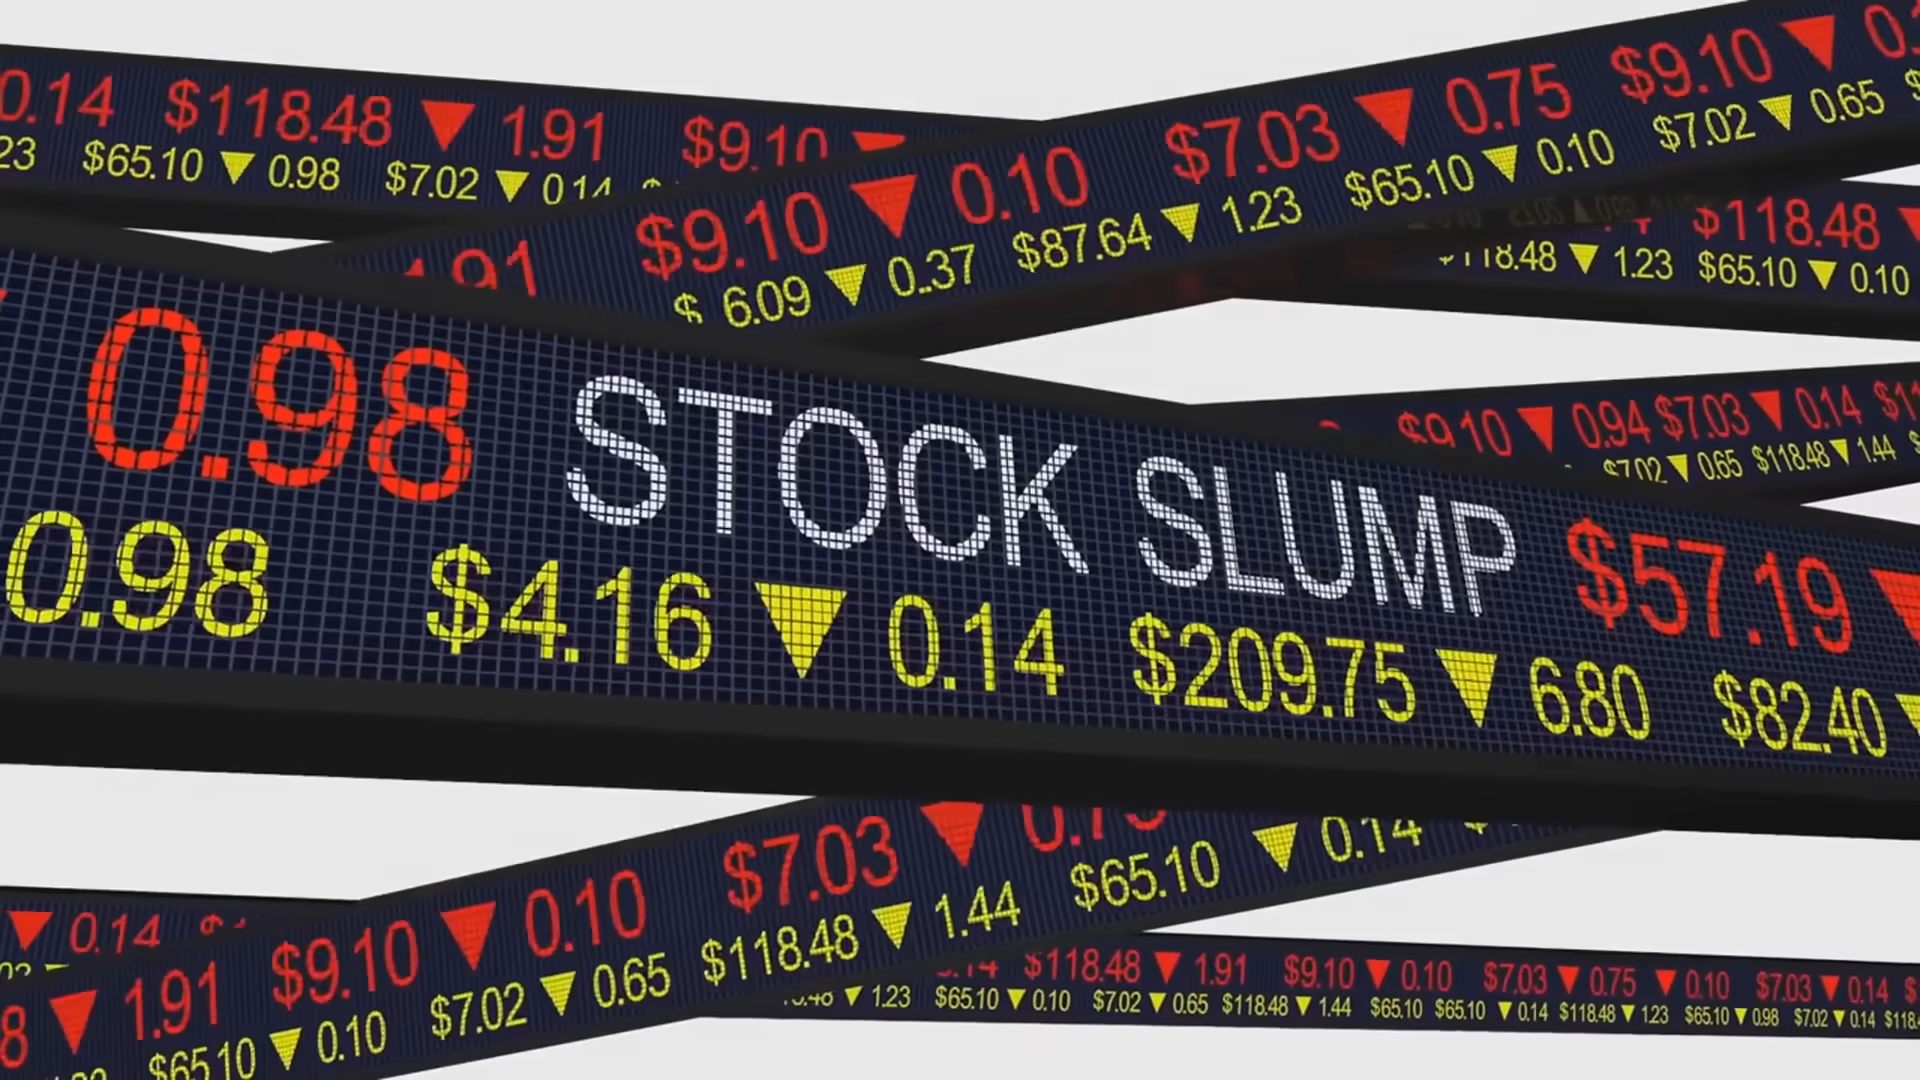 0.14 $118.48 ▼ 1.91 $9.10 ▼
23 $65.10 ▼ 0.98 $7.02 ▼ 0.14
.91 $9.10 ▼ 0.10 $7.03 ▼ 0.75 $9.10 ▼
$ 6.09 ▼ 0.37 $87.64 ▼ 1.23 $65.10 ▼ 0.10 $7.02 ▼ 0.65
$118.48 ▼
118.48 ▼ 1.23 $65.10 ▼ 0.10
$9.10 ▼ 0.94 $7.03 ▼ 0.14
$7.02 ▼ 0.65 $118.48 ▼ 1.44
0.98 STOCK SLUMP $57.19 ▼
0.98 $4.16 ▼ 0.14 $209.75 ▼ 6.80 $82.40 ▼
▼ 0.14
8 ▼ 1.91 $9.10 ▼ 0.10 $7.03 ▼
$65.10 ▼ 0.10 $7.02 ▼ 0.65 $118.48 ▼ 1.44 $65.10 ▼ 0.14
$118.48 ▼ 1.91 $9.10 ▼ 0.10 $7.03 ▼ 0.75 ▼ 0.10 $7.03 ▼ 0.14 $
▼ 1.23 $65.10 ▼ 0.10 $7.02 ▼ 0.65 $118.48 ▼ 1.44 $65.10 $65.10 ▼ 0.14 $118.48 ▼ 1.23 $65.10 ▼ 0.98 $7.02 ▼ 0.14 $118.